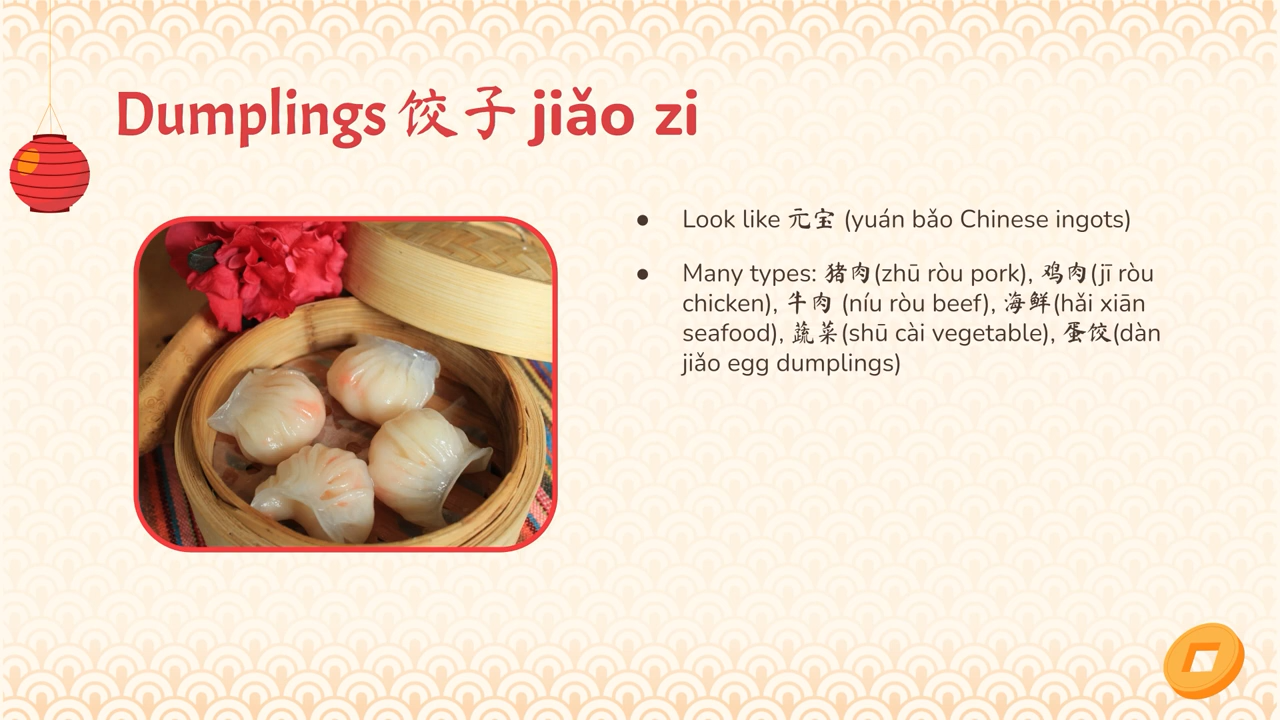 Dumplings 饺子 jiǎo zi
● Look like 元宝 (yuán bǎo Chinese ingots)
● Many types: 猪肉(zhū ròu pork), 鸡肉(jī ròu
chicken), 牛肉 (níu ròu beef), 海鲜(hǎi xiān
seafood), 蔬菜(shū cài vegetable), 蛋饺(dàn
jiǎo egg dumplings)